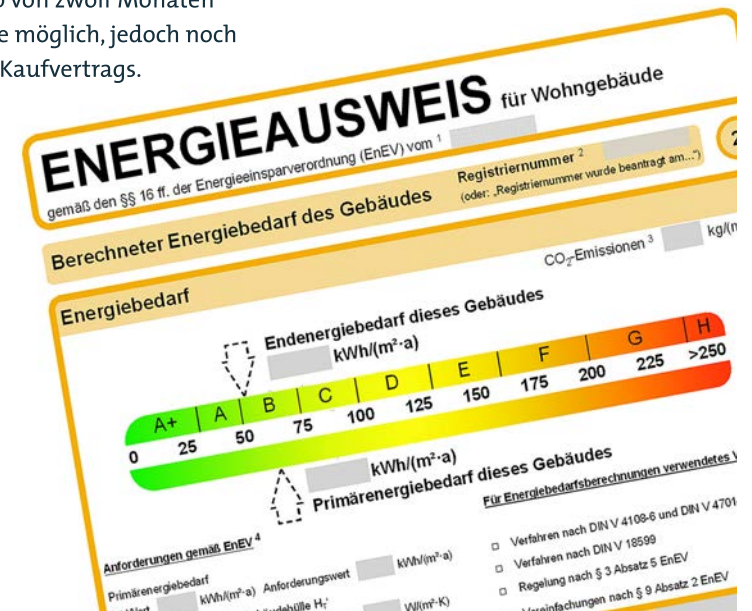 von zwölf Monaten
möglich, jedoch noch
Kaufvertrags.
ENERGIEAUSWEIS für Wohngebäude
gemäß den §§ 16 ff. der Energieeinsparverordnung (EnEV) vom 1
Registriernummer 2
(oder: „Registriernummer wurde beantragt am...")
2
Berechneter Energiebedarf des Gebäudes
Energiebedarf
CO2-Emissionen 3 kg/(m
Endenergiebedarf dieses Gebäudes
kWh/(m²·a)
A+ A B C D E F G H
0 25 50 75 100 125 150 175 200 225 >250
kWh/(m²·a)
Primärenergiebedarf dieses Gebäudes
Anforderungen gemäß EnEV 4
Primärenergiebedarf
kWh/(m²·a) Anforderungswert kWh/(m²·a)
W/(m²·K)
Für Energiebedarfsberechnungen verwendetes V
Verfahren nach DIN V 4108-6 und DIN V 4701
Verfahren nach DIN V 18599
Regelung nach § 3 Absatz 5 EnEV
Vereinfachungen nach § 9 Absatz 2 EnEV